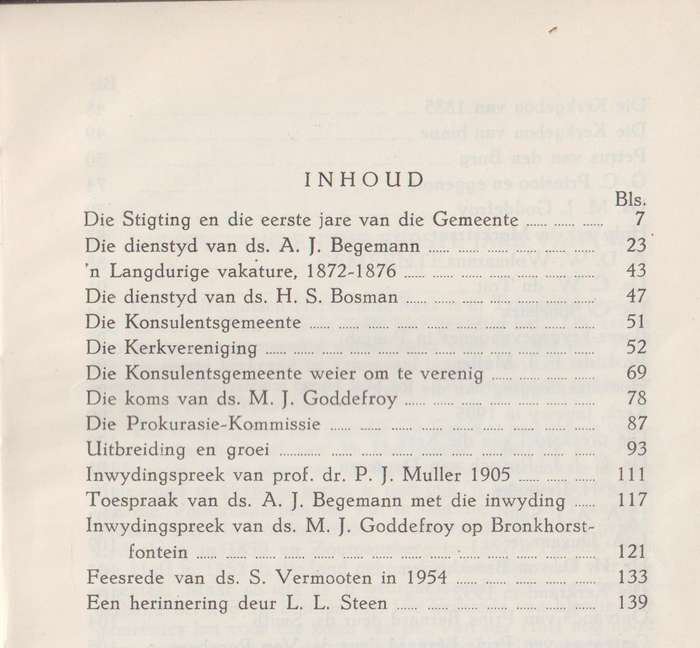 INHOUD
Bls.
Die Stigting en die eerste jare van die Gemeente ...... ...... ...... 7
Die dienstyd van ds. A. J. Begemann ...... ...... ...... ...... ...... 23
'n Langdurige vakature, 1872-1876 ...... ...... ...... ...... ...... 43
Die dienstyd van ds. H. S. Bosman ...... ...... ...... ...... ...... 47
Die Konsulentsgemeente ...... ...... ...... ...... ...... ...... ...... 51
Die Kerkvereniging ...... ...... ...... ...... ...... ...... ...... ...... 52
Die Konsulentsgemeente weier om te verenig ...... ...... ...... ...... 69
Die koms van ds. M. J. Goddefroy ...... ...... ...... ...... ...... 78
Die Prokurasie-Kommissie ...... ...... ...... ...... ...... ...... ...... 87
Uitbreiding en groei ...... ...... ...... ...... ...... ...... ...... ...... 93
Inwydingspreek van prof. dr. P. J. Muller 1905 ...... ...... ...... 111
Toespraak van ds. A. J. Begemann met die inwyding ...... ...... 117
Inwydingspreek van ds. M. J. Goddefroy op Bronkhorst-
fontein ...... ...... ...... ...... ...... ...... ...... ...... ...... ...... 121
Feesrede van ds. S. Vermooten in 1954 ...... ...... ...... ...... 133
Een herinnering deur L. L. Steen ...... ...... ...... ...... ...... 139